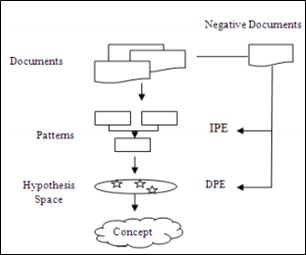 Negative Documents
Documents
Patterns
IPE
Hypothesis
Space
DPE
Concept